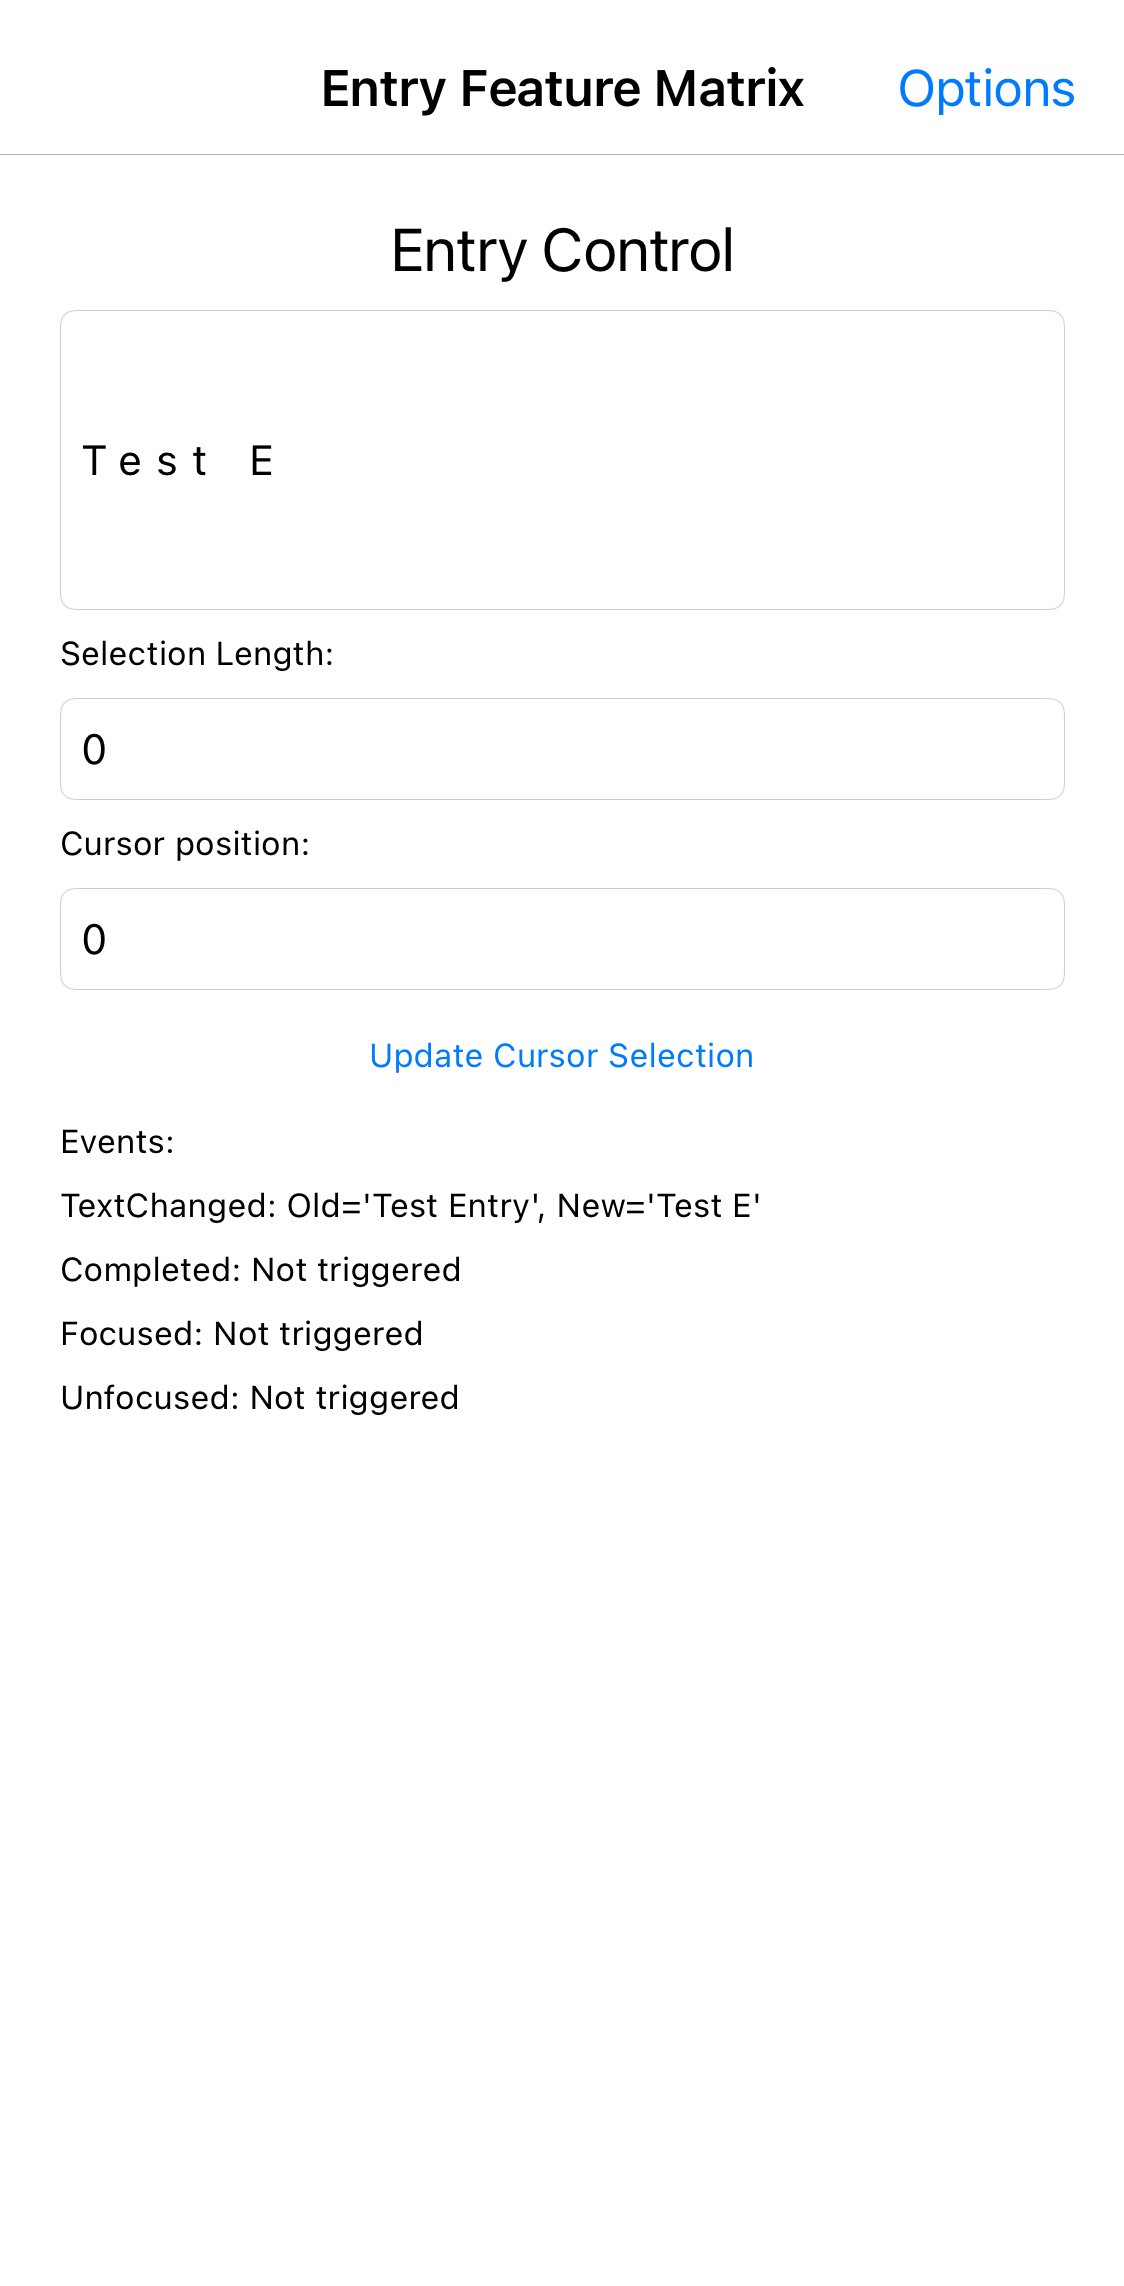 Entry Feature Matrix Options
Entry Control
Test E
Selection Length:
0
Cursor position:
0
Update Cursor Selection
Events:
TextChanged: Old='Test Entry', New='Test E'
Completed: Not triggered
Focused: Not triggered
Unfocused: Not triggered